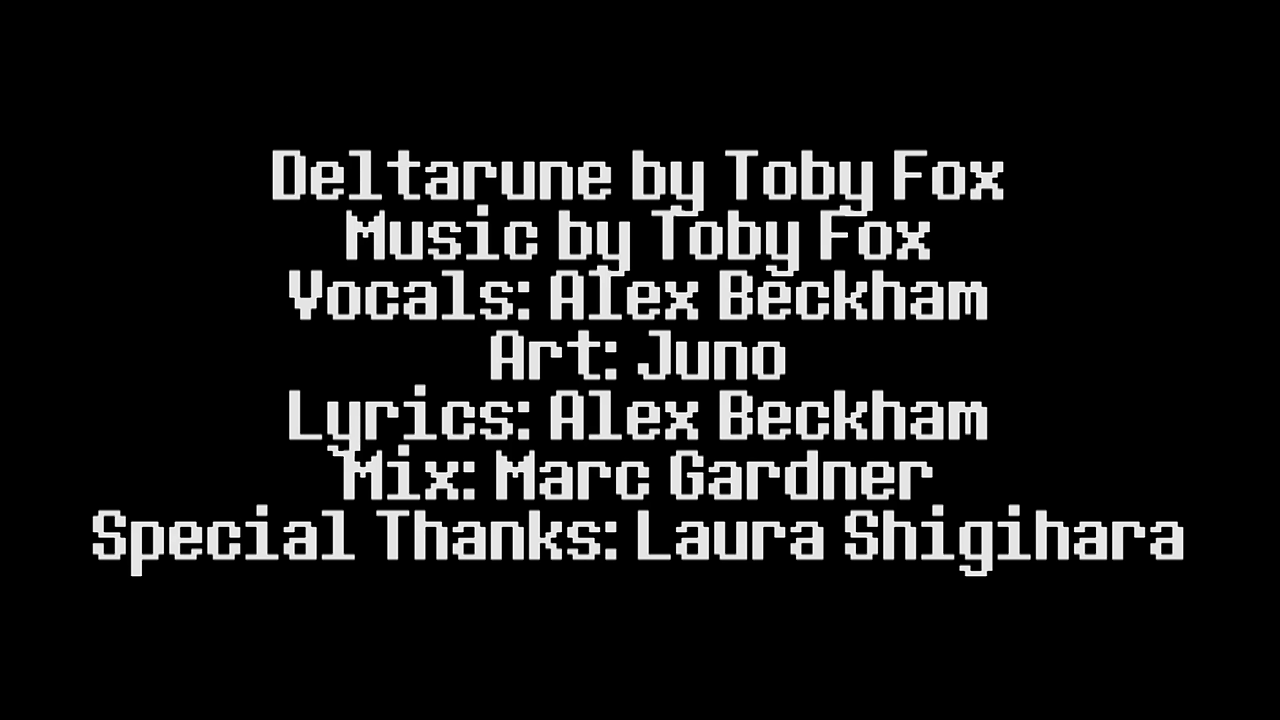 Deltarune by Toby Fox
Music by Toby Fox
Vocals: Alex Beckham
Art: Juno
Lyrics: Alex Beckham
Mix: Marc Gardner
Special Thanks: Laura Shigihara